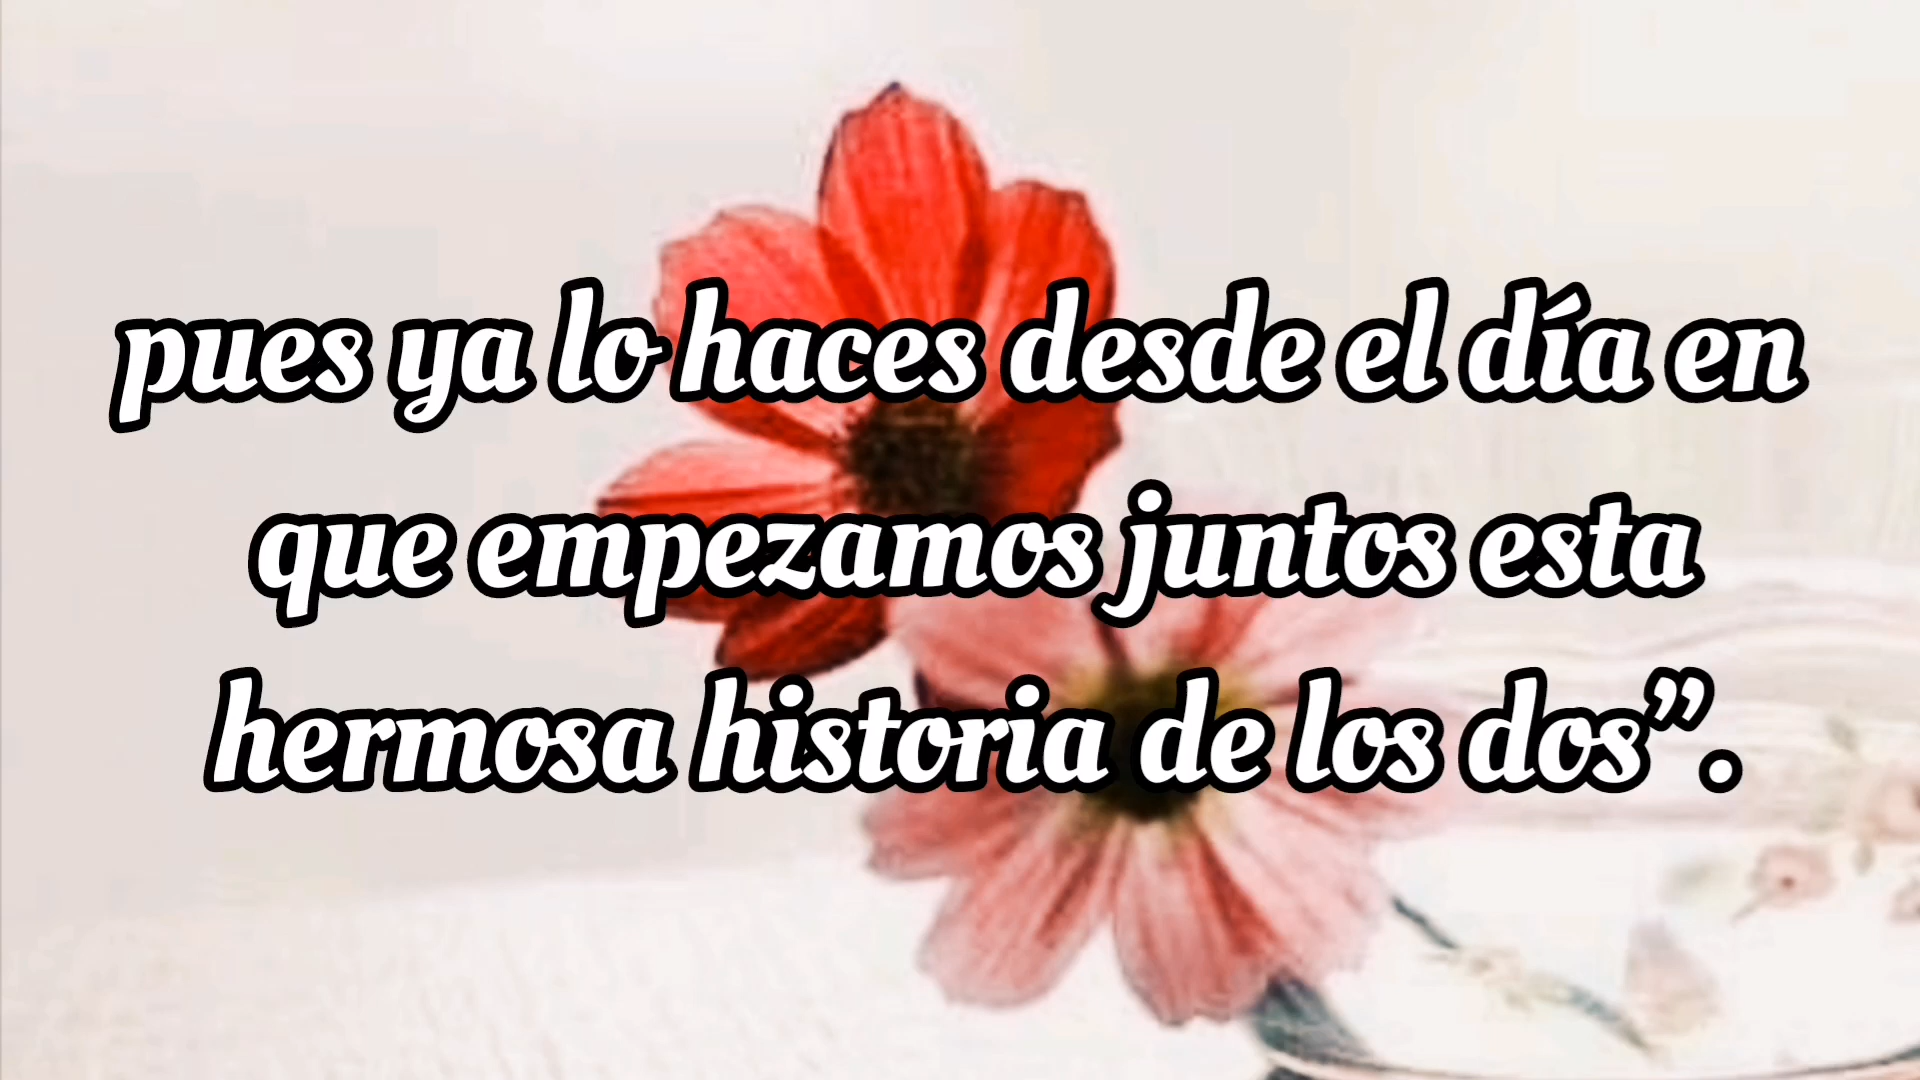 pues ya lo haces desde el día en
que empezamos juntos esta
hermosa historia de los dos”.